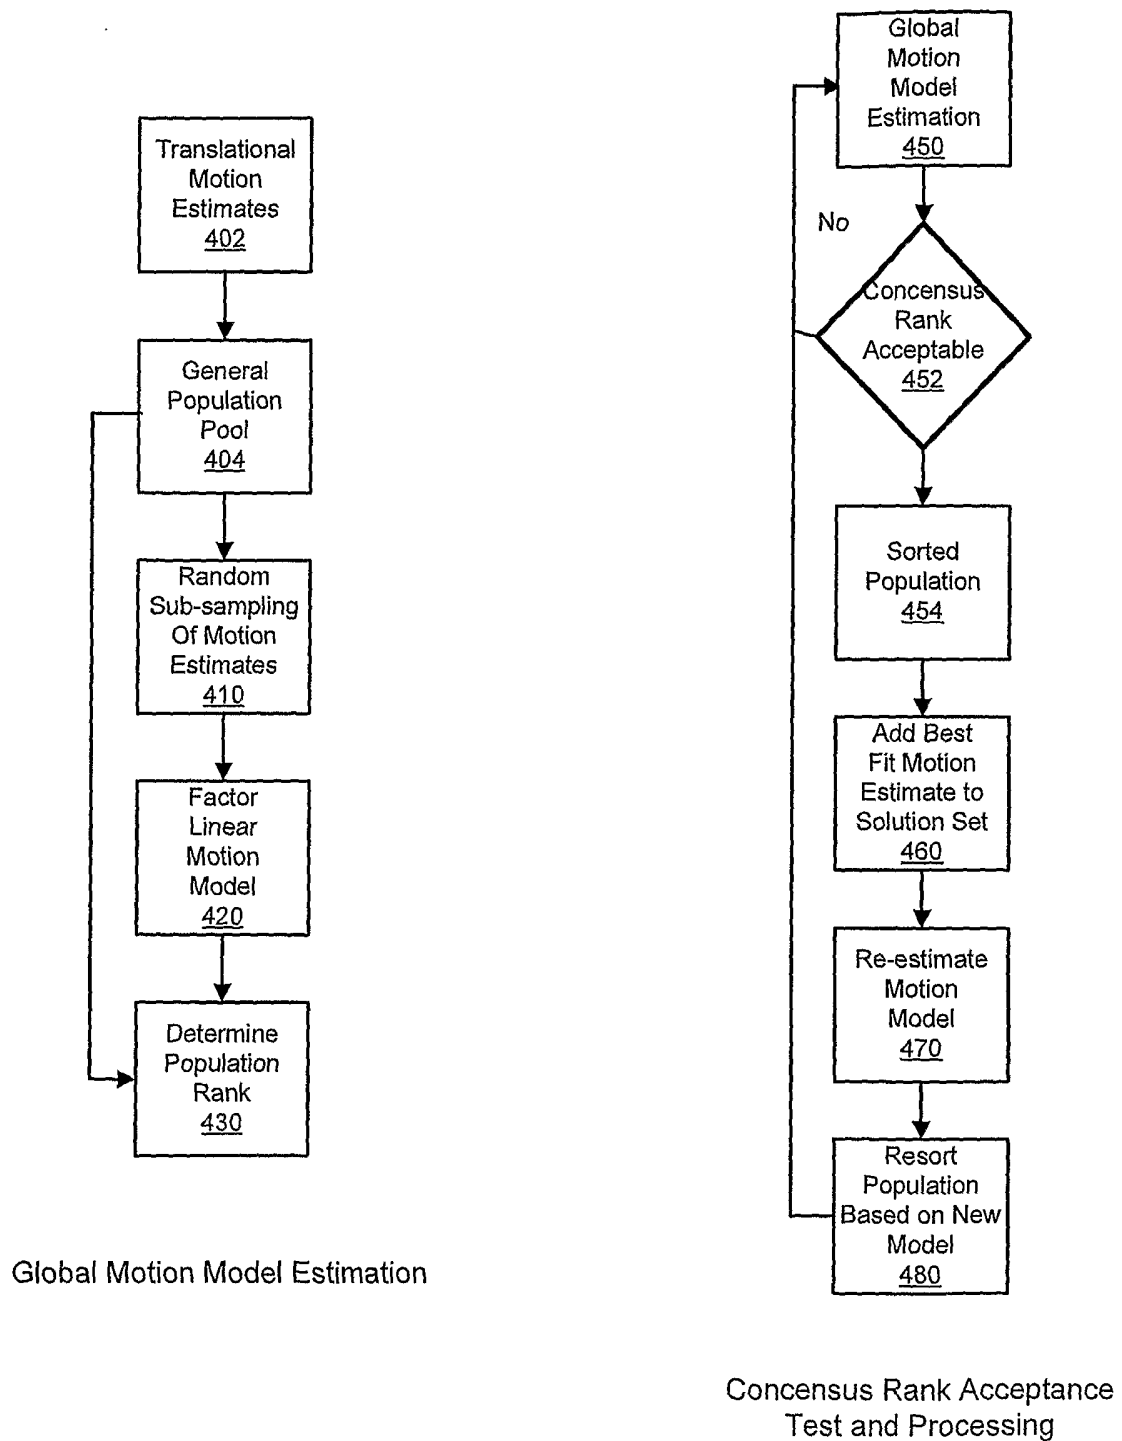 Translational
Motion
Estimates
402
General
Population
Pool
404
Random
Sub-sampling
Of Motion
Estimates
410
Factor
Linear
Motion
Model
420
Determine
Population
Rank
430
Global Motion Model Estimation
Global
Motion
Model
Estimation
450
No
Concensus
Rank
Acceptable
452
Sorted
Population
454
Add Best
Fit Motion
Estimate to
Solution Set
460
Re-estimate
Motion
Model
470
Resort
Population
Based on New
Model
480
Concensus Rank Acceptance
Test and Processing